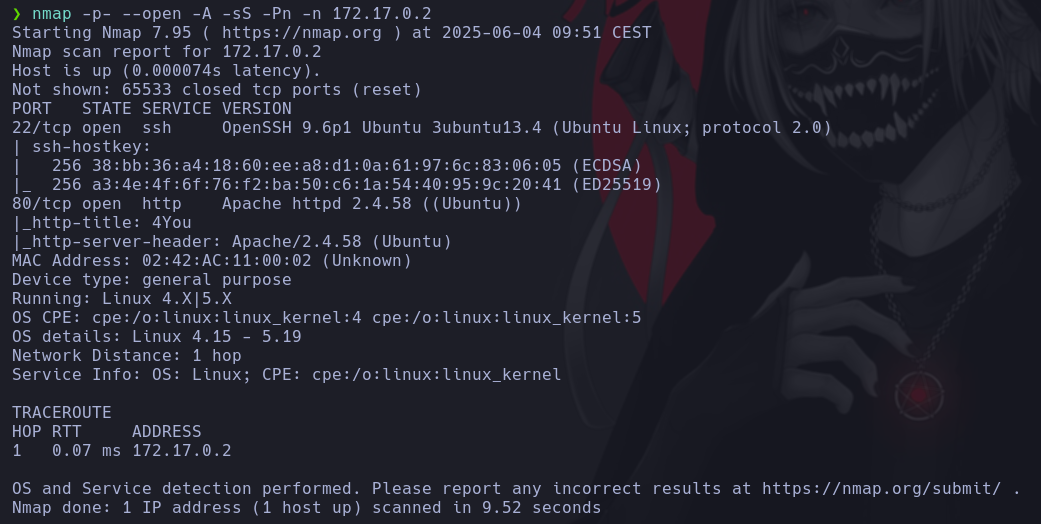 ❯ nmap -p- --open -A -sS -Pn -n 172.17.0.2
Starting Nmap 7.95 ( https://nmap.org ) at 2025-06-04 09:51 CEST
Nmap scan report for 172.17.0.2
Host is up (0.000074s latency).
Not shown: 65533 closed tcp ports (reset)
PORT   STATE SERVICE VERSION
22/tcp open  ssh     OpenSSH 9.6p1 Ubuntu 3ubuntu13.4 (Ubuntu Linux; protocol 2.0)
| ssh-hostkey:
|   256 38:bb:36:a4:18:60:ee:a8:d1:0a:61:97:6c:83:06:05 (ECDSA)
|_  256 a3:4e:4f:6f:76:f2:ba:50:c6:1a:54:40:95:9c:20:41 (ED25519)
80/tcp open  http    Apache httpd 2.4.58 ((Ubuntu))
|_http-title: 4You
|_http-server-header: Apache/2.4.58 (Ubuntu)
MAC Address: 02:42:AC:11:00:02 (Unknown)
Device type: general purpose
Running: Linux 4.X|5.X
OS CPE: cpe:/o:linux:linux_kernel:4 cpe:/o:linux:linux_kernel:5
OS details: Linux 4.15 - 5.19
Network Distance: 1 hop
Service Info: OS: Linux; CPE: cpe:/o:linux:linux_kernel

TRACEROUTE
HOP RTT     ADDRESS
1   0.07 ms 172.17.0.2

OS and Service detection performed. Please report any incorrect results at https://nmap.org/submit/ .
Nmap done: 1 IP address (1 host up) scanned in 9.52 seconds